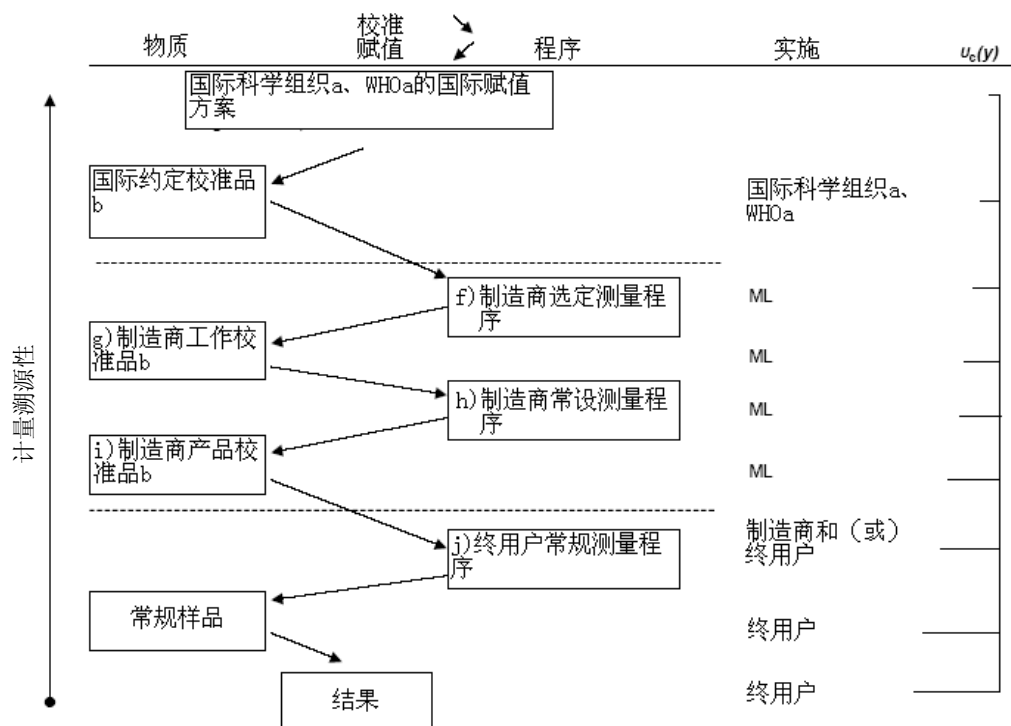 校准
赋值
物质
程序
实施
uc(y)
国际科学组织a、WHOa的国际赋值
方案
国际约定校准品
b
国际科学组织a、
WHOa
f)制造商选定测量程
序
ML
g)制造商工作校
准品b
ML
h)制造商常设测量程
序
ML
i)制造商产品校
准品b
ML
制造商和（或）
终用户
j)终用户常规测量程
序
常规样品
终用户
结果
终用户
计量溯源性